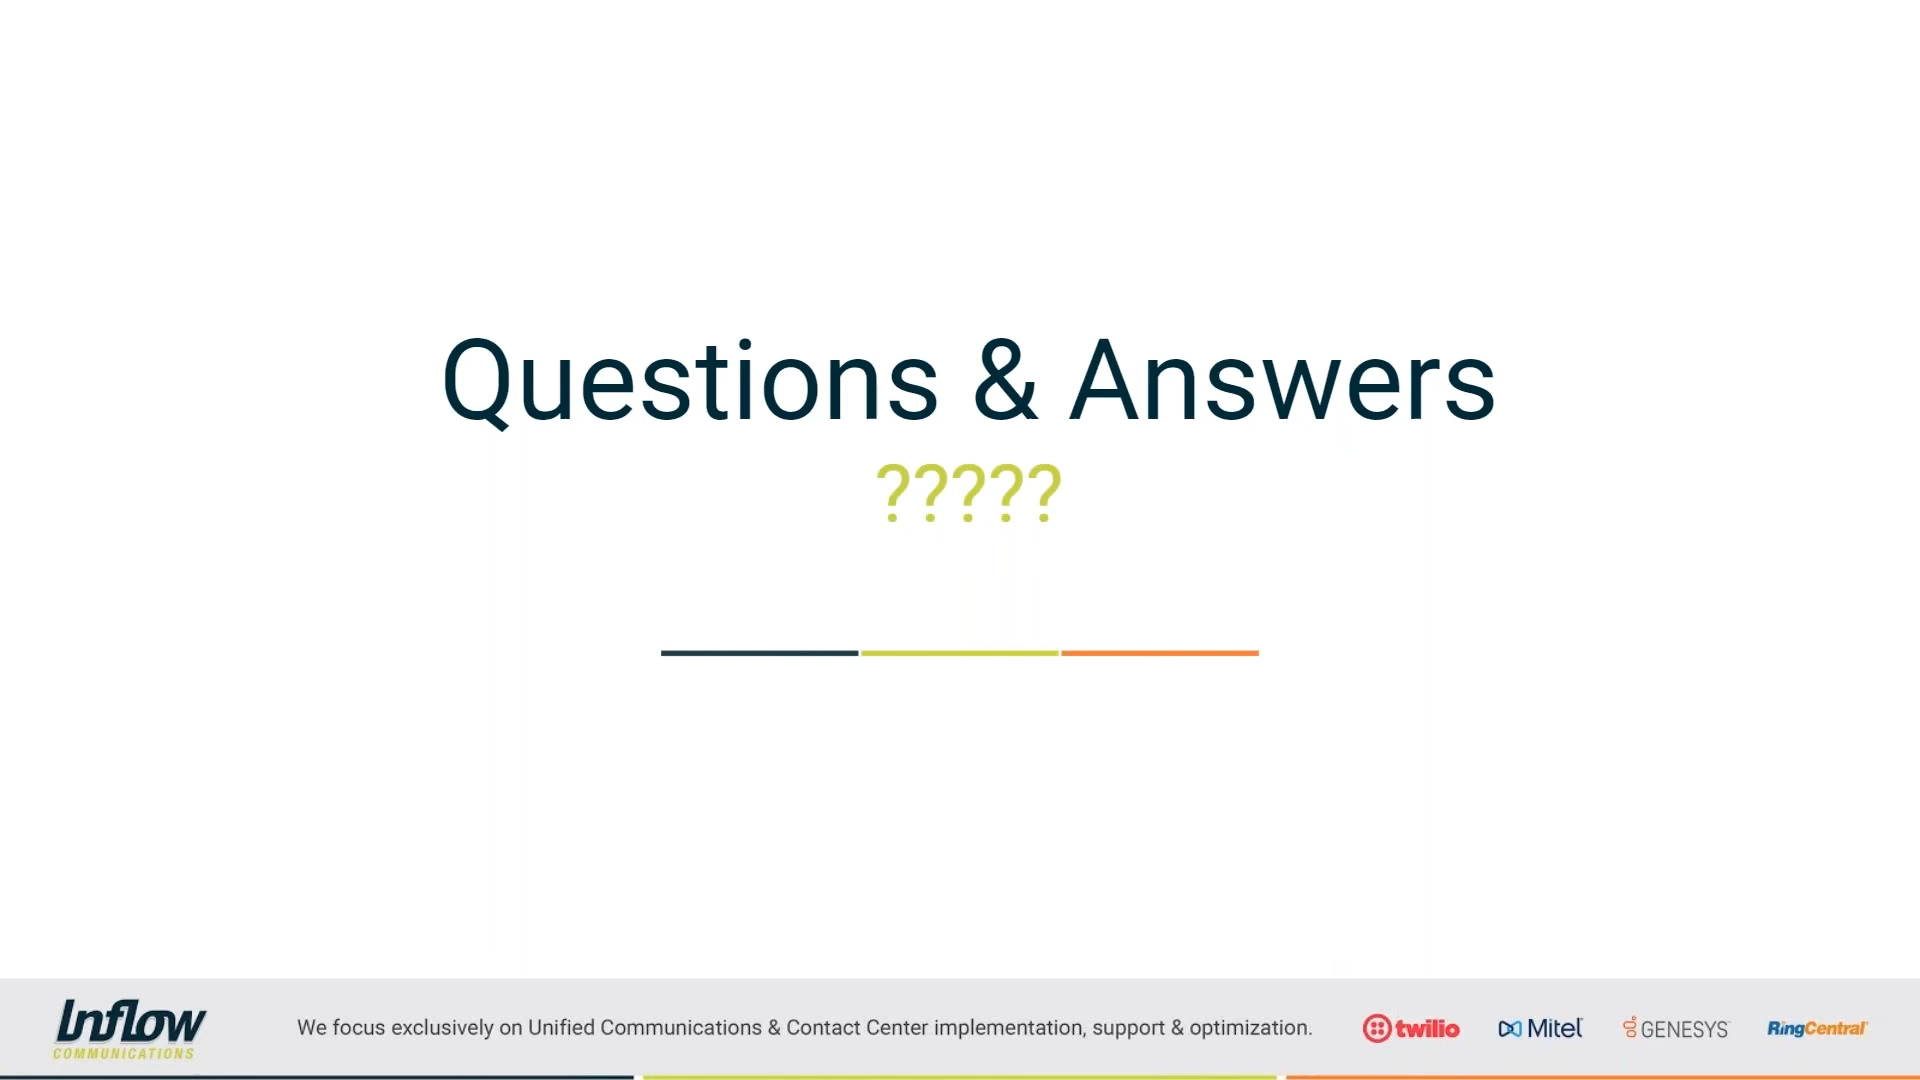 Questions & Answers
?????
Inflow
COMMUNICATIONS
We focus exclusively on Unified Communications & Contact Center implementation, support & optimization.
twilio
Mitel
GENESYS
RingCentral